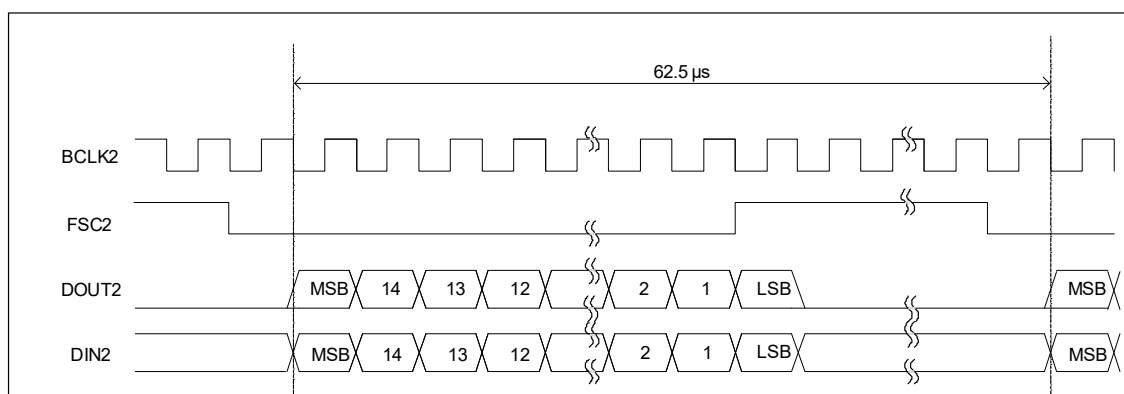 62.5 µs
BCLK2
FSC2
DOUT2 MSB 14 13 12 2 1 LSB MSB
DIN2 MSB 14 13 12 2 1 LSB MSB